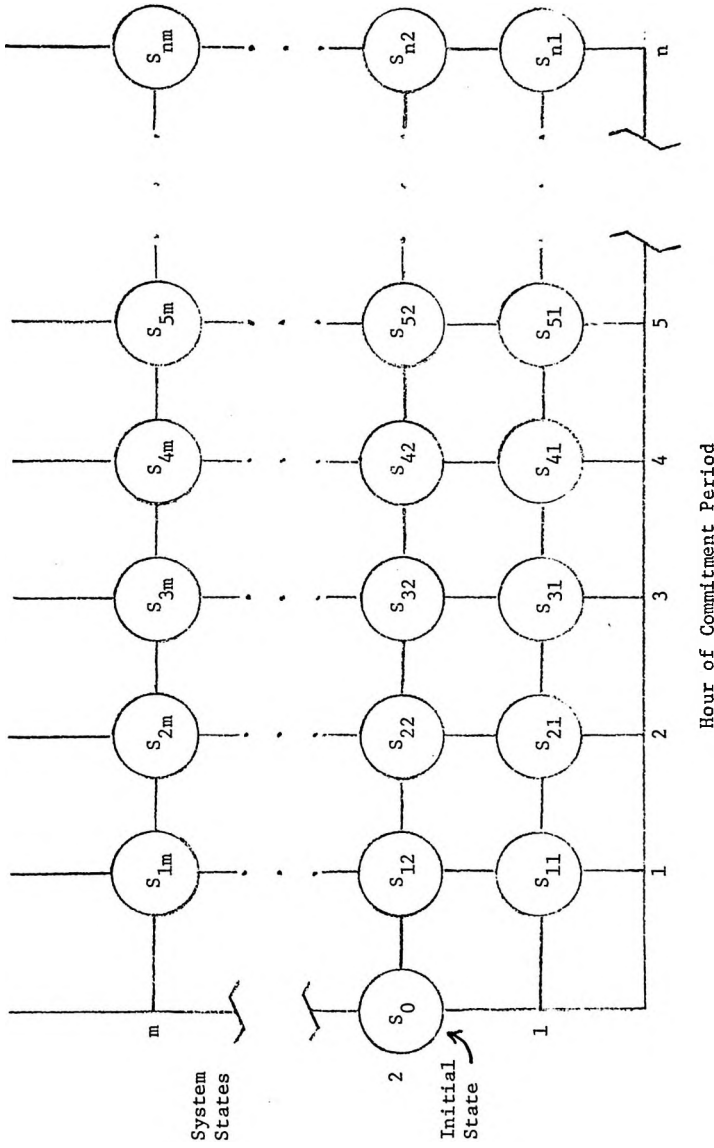 System
States
m
S1m
S2m
S3m
S4m
S5m
Snm
2
S0
S12
S22
S32
S42
S52
Sn2
Initial
State
1
S11
S21
S31
S41
S51
Sn1
1
2
3
4
5
n
Hour of Commitment Period